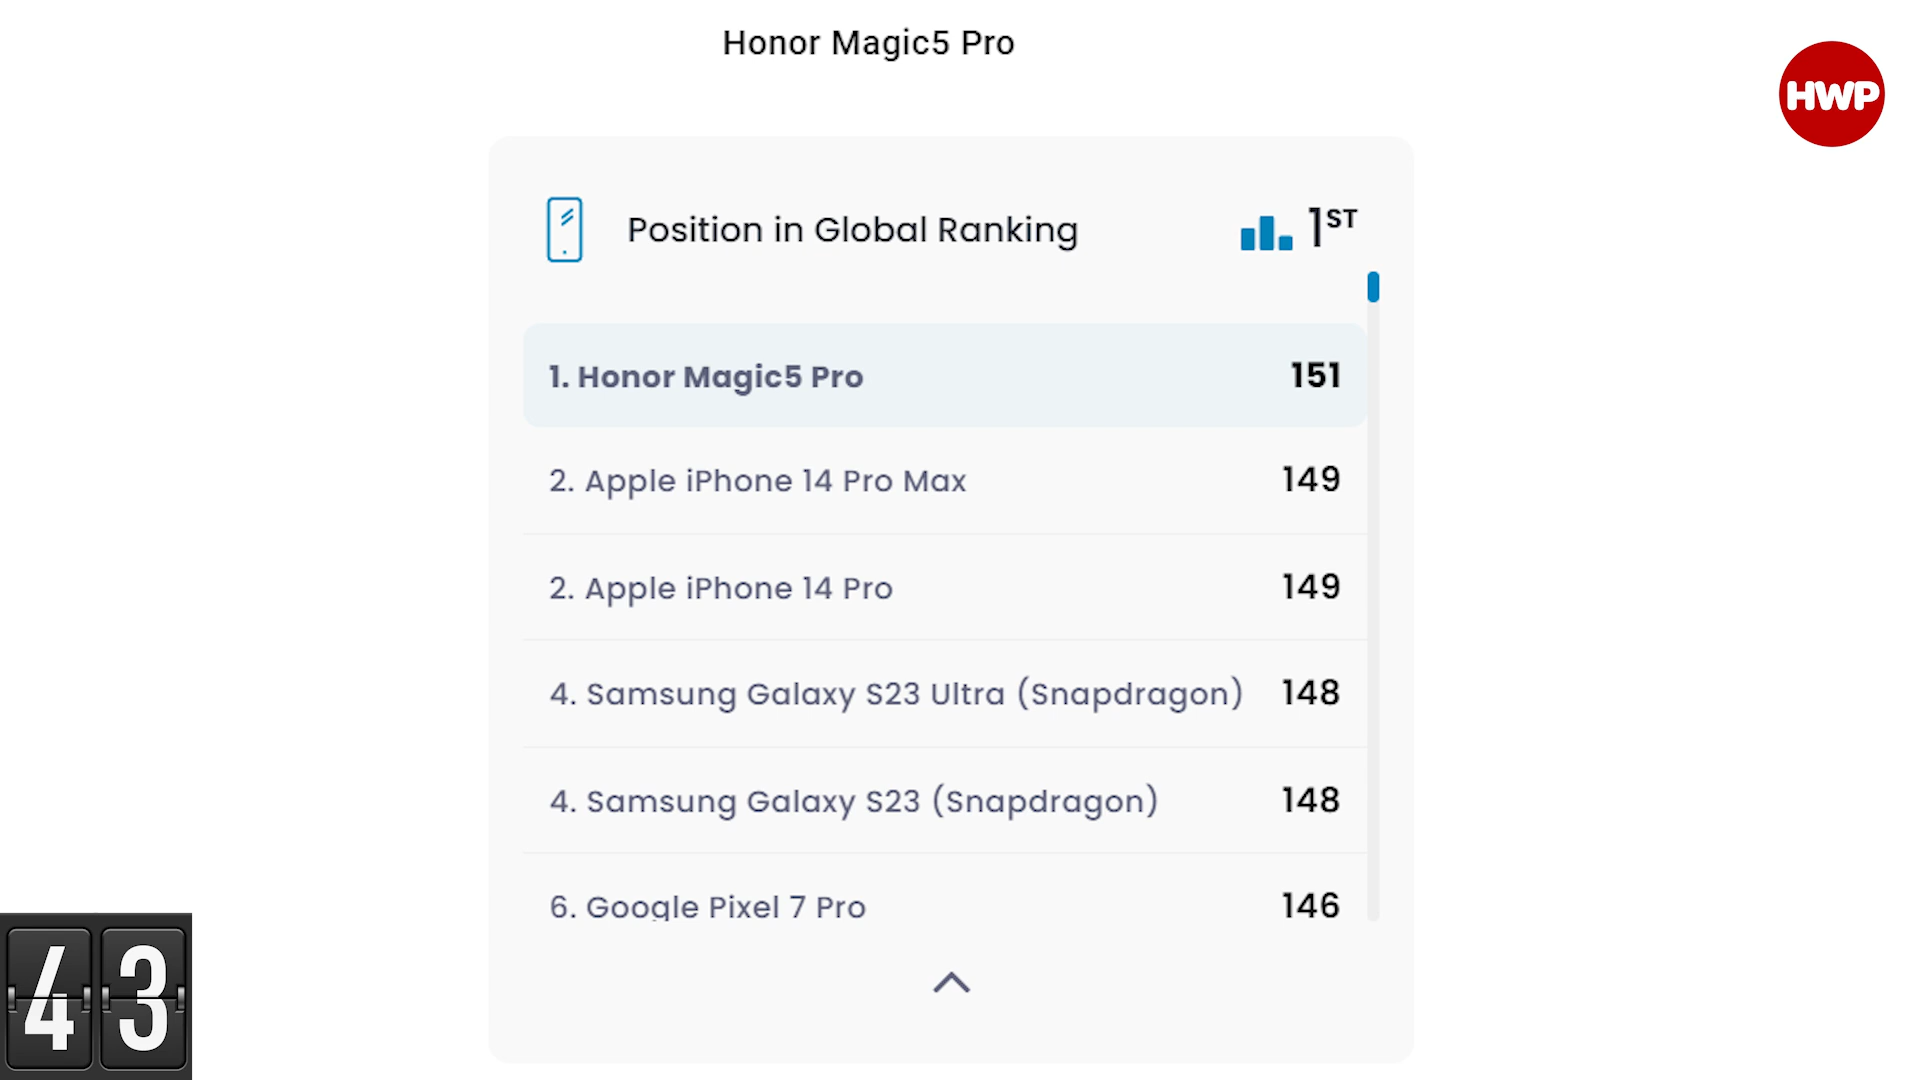 Honor Magic5 Pro
HWP
Position in Global Ranking 1ST
1. Honor Magic5 Pro 151
2. Apple iPhone 14 Pro Max 149
2. Apple iPhone 14 Pro 149
4. Samsung Galaxy S23 Ultra (Snapdragon) 148
4. Samsung Galaxy S23 (Snapdragon) 148
6. Google Pixel 7 Pro 146
43